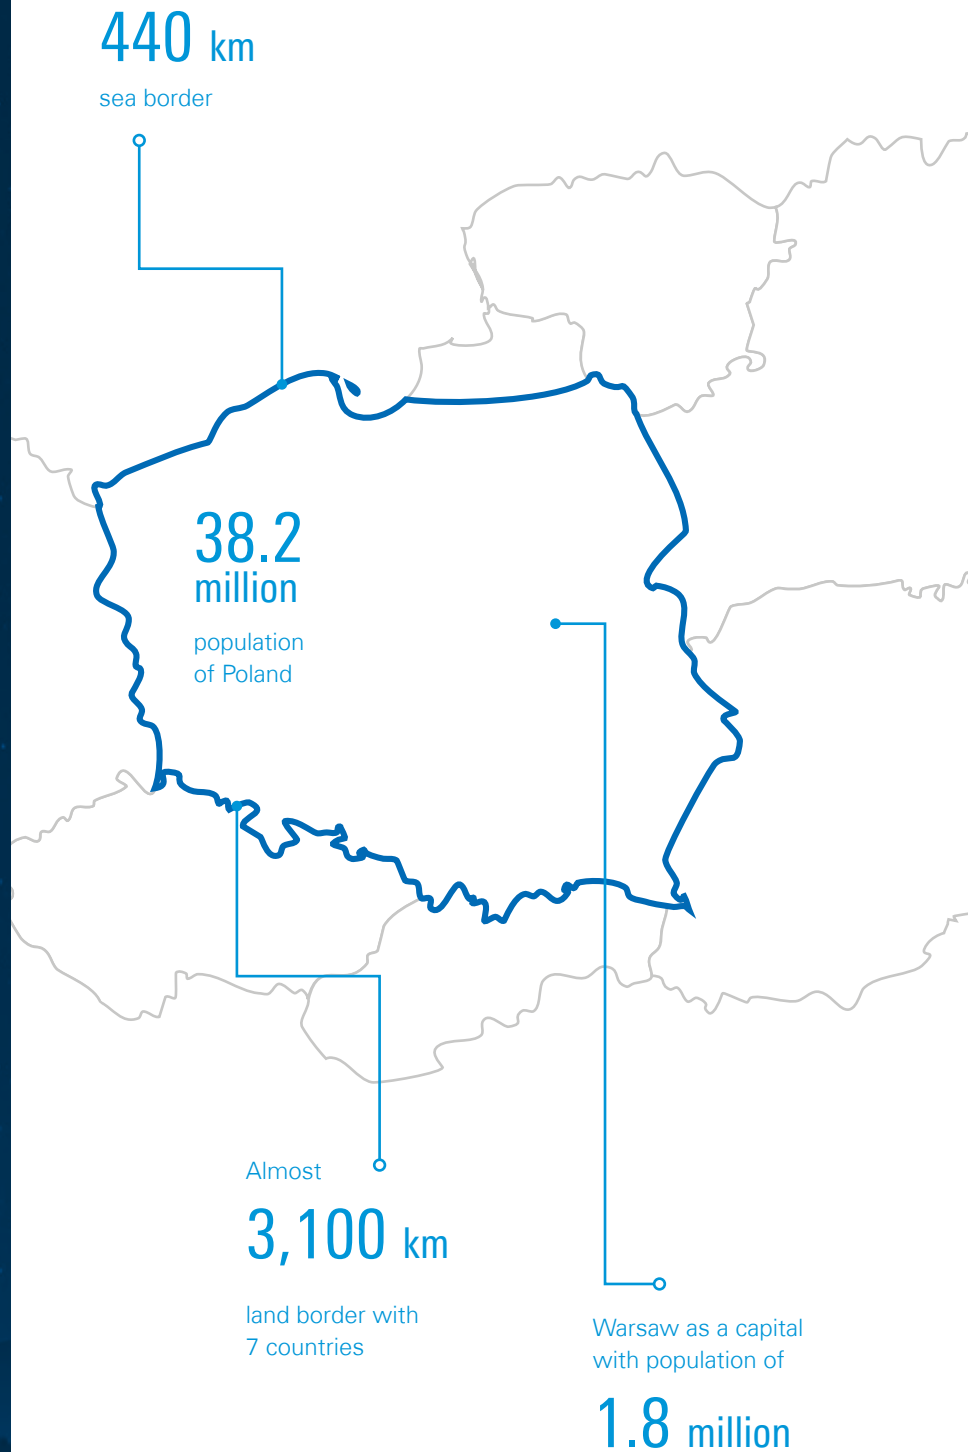 440 km
sea border
38.2
million
population
of Poland
Almost
3,100 km
land border with
7 countries
Warsaw as a capital
with population of
1.8 million